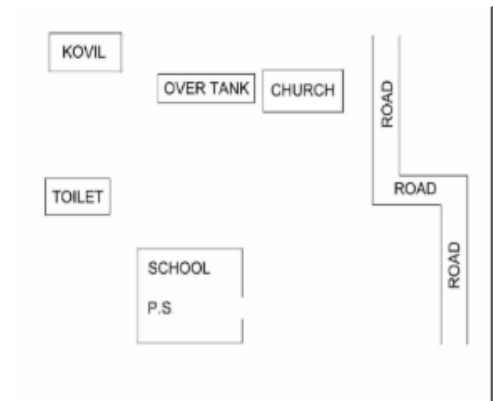 KOVIL
OVER TANK
CHURCH
ROAD
TOILET
ROAD
ROAD
SCHOOL
P.S